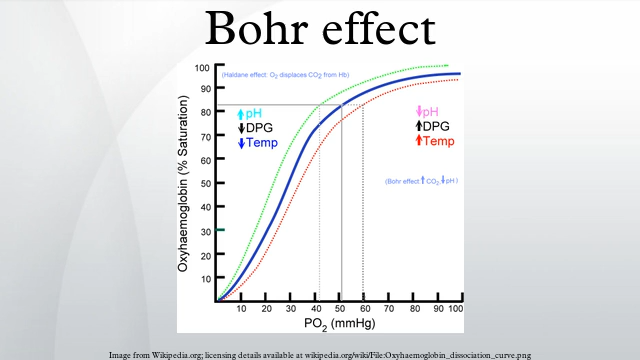 Bohr effect
(Haldane effect: O2 displaces CO2 from Hb)
Oxyhaemoglobin (% Saturation)
100
90
80
70
60
50
40
30
20
10
⬆pH
⬇DPG
⬇Temp
⬇pH
⬆DPG
⬆Temp
(Bohr effect ⬆CO2 ⬇pH )
10 20 30 40 50 60 70 80 90 100
PO2 (mmHg)
Image from Wikipedia.org; licensing details available at wikipedia.org/wiki/File:Oxyhaemoglobin_dissociation_curve.png